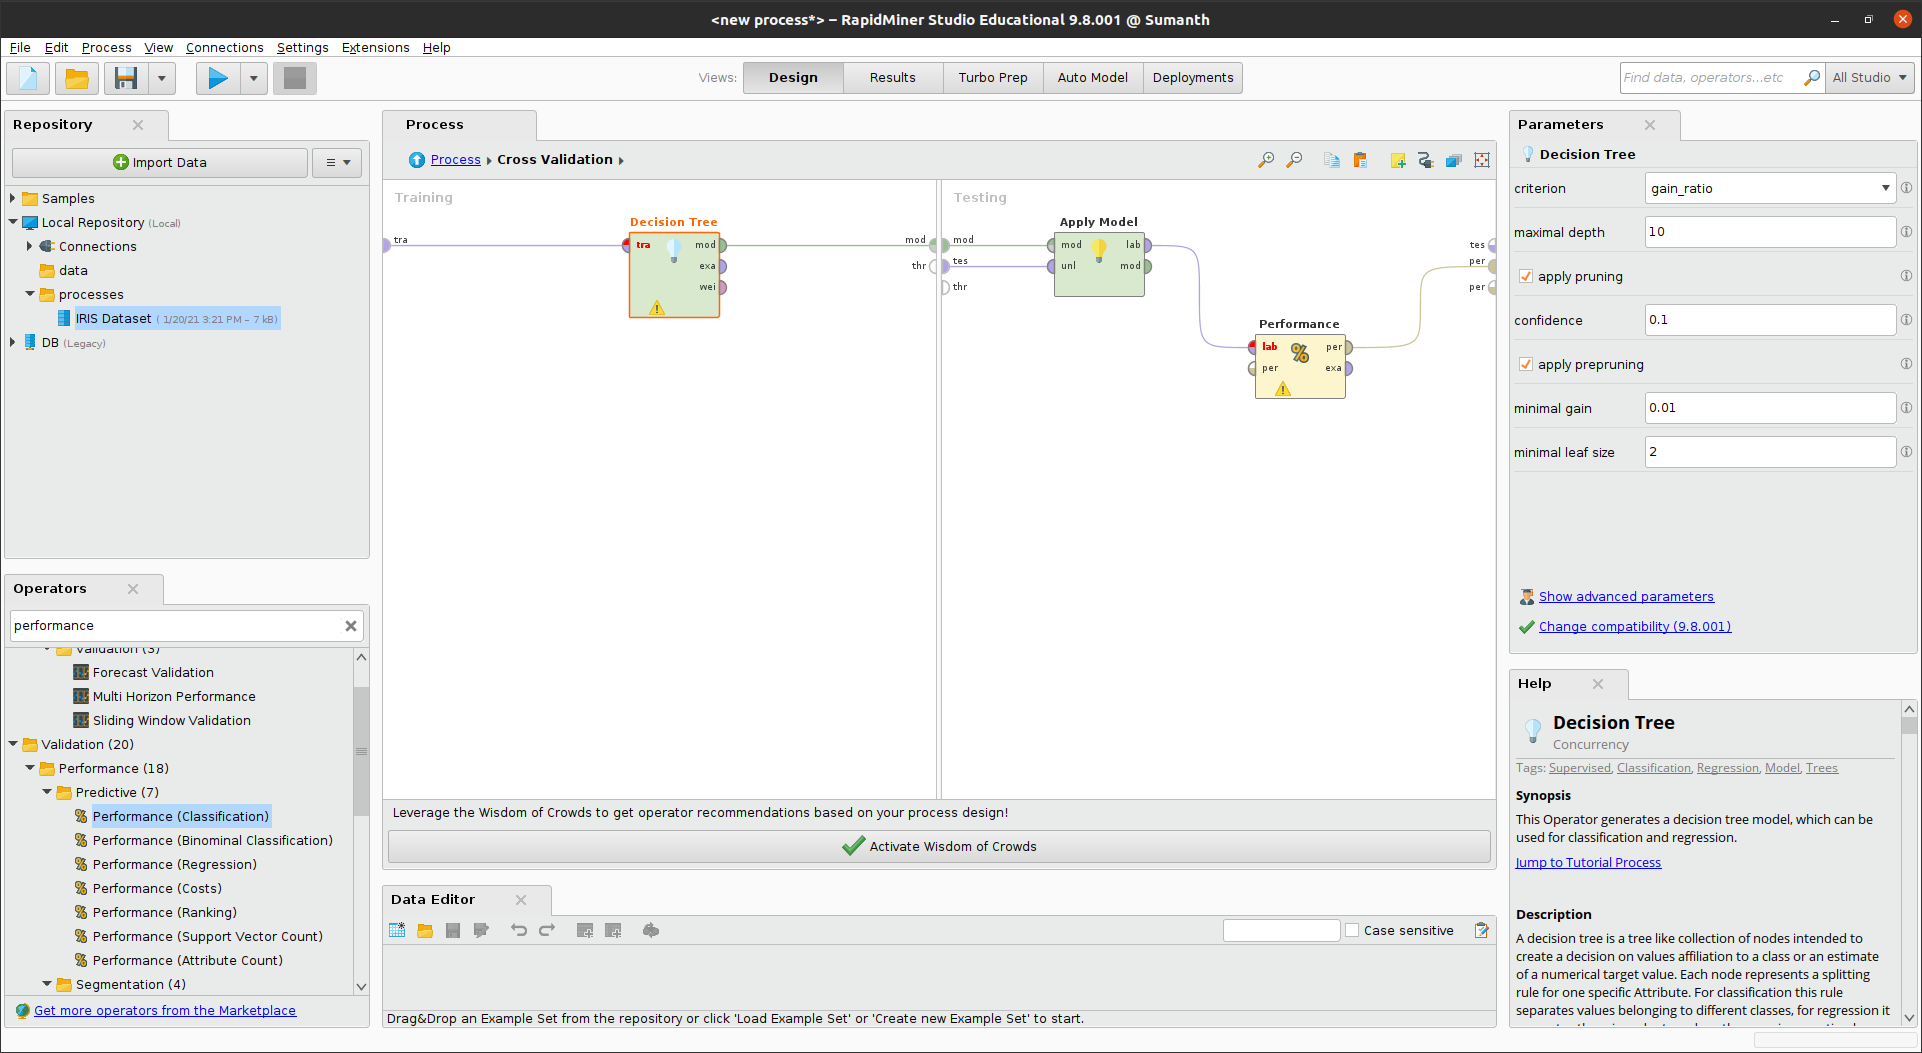 <new process*> – RapidMiner Studio Educational 9.8.001 @ Sumanth
File Edit Process View Connections Settings Extensions Help
Views: Design Results Turbo Prep Auto Model Deployments
Find data, operators...etc All Studio
Repository
Import Data
Samples
Local Repository (Local)
Connections
data
processes
IRIS Dataset ( 1/20/21 3:21 PM – 7 kB)
DB (Legacy)
Operators
performance
Validation (3)
Forecast Validation
Multi Horizon Performance
Sliding Window Validation
Validation (20)
Performance (18)
Predictive (7)
Performance (Classification)
Performance (Binominal Classification)
Performance (Regression)
Performance (Costs)
Performance (Ranking)
Performance (Support Vector Count)
Performance (Attribute Count)
Segmentation (4)
Get more operators from the Marketplace
Process
Process Cross Validation
Training
tra
Decision Tree
tra mod
exa
wei
mod
thr
Testing
mod
tes
thr
Apply Model
mod lab
unl mod
Performance
% 
lab per
per exa
tes
per
per
Leverage the Wisdom of Crowds to get operator recommendations based on your process design!
Activate Wisdom of Crowds
Data Editor
Case sensitive
Drag&Drop an Example Set from the repository or click 'Load Example Set' or 'Create new Example Set' to start.
Parameters
Decision Tree
criterion gain_ratio
maximal depth 10
apply pruning
confidence 0.1
apply prepruning
minimal gain 0.01
minimal leaf size 2
Show advanced parameters
Change compatibility (9.8.001)
Help
Decision Tree
Concurrency
Tags: Supervised, Classification, Regression, Model, Trees
Synopsis
This Operator generates a decision tree model, which can be
used for classification and regression.
Jump to Tutorial Process
Description
A decision tree is a tree like collection of nodes intended to
create a decision on values affiliation to a class or an estimate
of a numerical target value. Each node represents a splitting
rule for one specific Attribute. For classification this rule
separates values belonging to different classes, for regression it